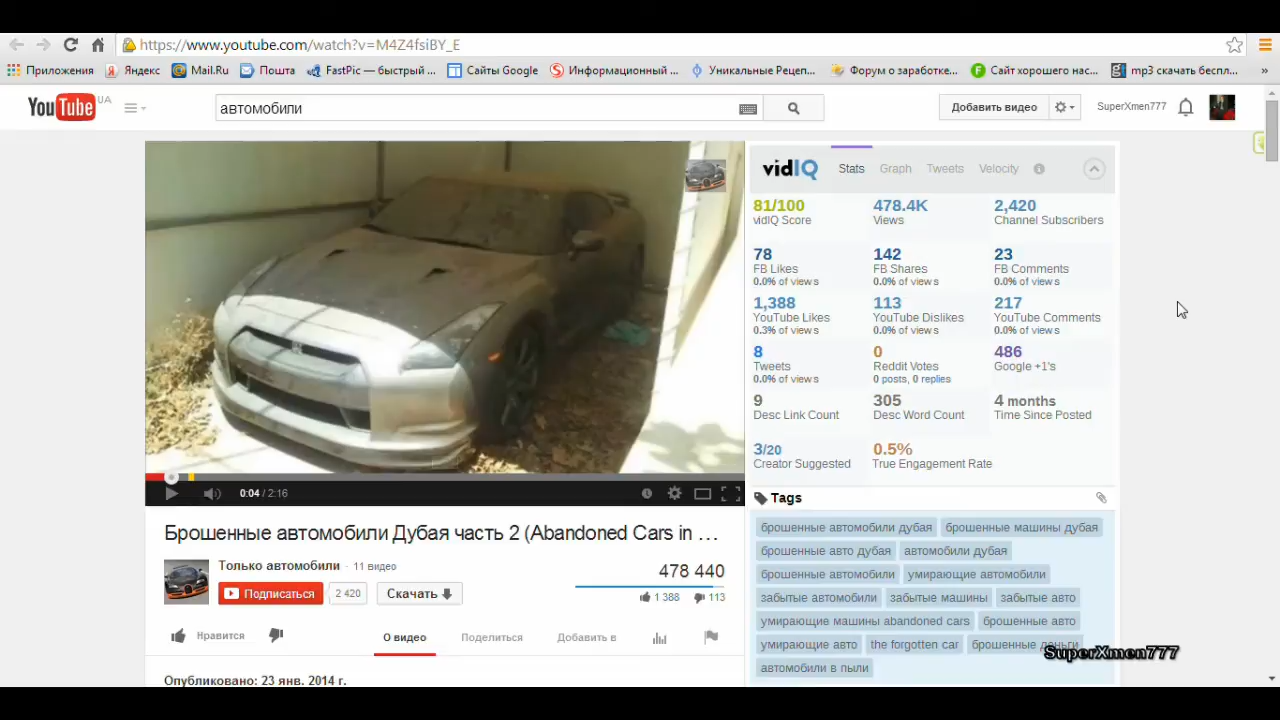 https://www.youtube.com/watch?v=M4Z4fsiBY_E
Приложения Яндекс Mail.Ru Почта FastPic — быстрый ... Сайты Google Информационный ... Уникальные Рецеп... Форум о заработке... Сайт хорошего нас... mp3 скачать беспл... »
YouTube UA автомобили Добавить видео SuperXmen777
vidIQ Stats Graph Tweets Velocity
81/100 478.4K 2,420
vidIQ Score Views Channel Subscribers
78 142 23
FB Likes FB Shares FB Comments
0.0% of views 0.0% of views 0.0% of views
1,388 113 217
YouTube Likes YouTube Dislikes YouTube Comments
0.3% of views 0.0% of views 0.0% of views
8 0 486
Tweets Reddit Votes Google +1's
0.0% of views 0 posts, 0 replies
9 305 4 months
Desc Link Count Desc Word Count Time Since Posted
3/20 0.5%
Creator Suggested True Engagement Rate
Tags
брошенные автомобили дубая брошенные машины дубая
брошенные авто дубая автомобили дубая
брошенные автомобили умирающие автомобили
забытые автомобили забытые машины забытые авто
умирающие машины abandoned cars брошенные авто
умирающие авто the forgotten car брошенные деньги
автомобили в пыли
SuperXmen777
0:04 / 2:16
Брошенные автомобили Дубая часть 2 (Abandoned Cars in ...
Только автомобили · 11 видео
Подписаться 2 420 Скачать
478 440
1 388 113
Нравится О видео Поделиться Добавить в
Опубликовано: 23 янв. 2014 г.